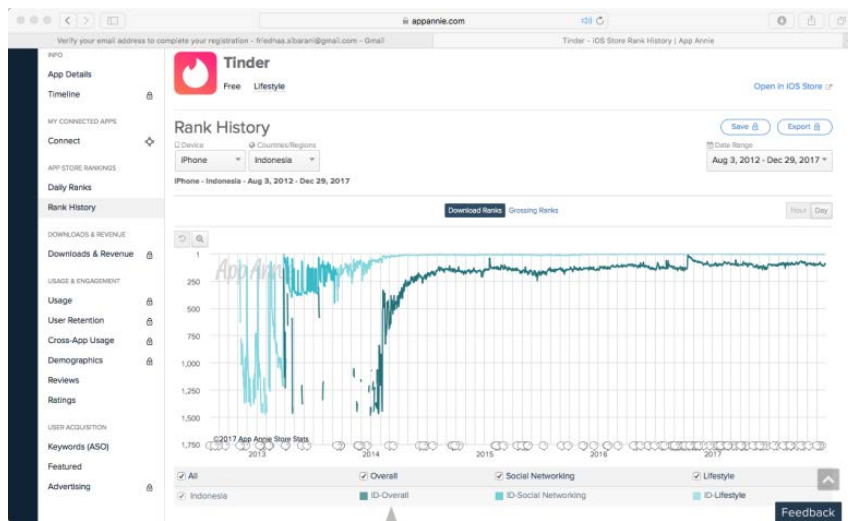 appannie.com
Verify your email address to complete your registration - friedhaa.albarani@gmail.com - Gmail
Tinder - iOS Store Rank History | App Annie
INFO
App Details
Timeline
MY CONNECTED APPS
Connect
APP STORE RANKINGS
Daily Ranks
Rank History
DOWNLOADS & REVENUE
Downloads & Revenue
USAGE & ENGAGEMENT
Usage
User Retention
Cross-App Usage
Demographics
Reviews
Ratings
USER ACQUISITION
Keywords (ASO)
Featured
Advertising
Tinder
Free Lifestyle
Open in iOS Store
Rank History
Save
Export
Device
Countries/Regions
Date Range
iPhone
Indonesia
Aug 3, 2012 - Dec 29, 2017
iPhone - Indonesia - Aug 3, 2012 - Dec 29, 2017
Download Ranks Grossing Ranks
Hour Day
App Annie
1
250
500
750
1,000
1,250
1,500
1,750
©2017 App Annie Store Stats
2013 2014 2015 2016 2017
All Overall Social Networking Lifestyle
Indonesia ID-Overall ID-Social Networking ID-Lifestyle
Feedback